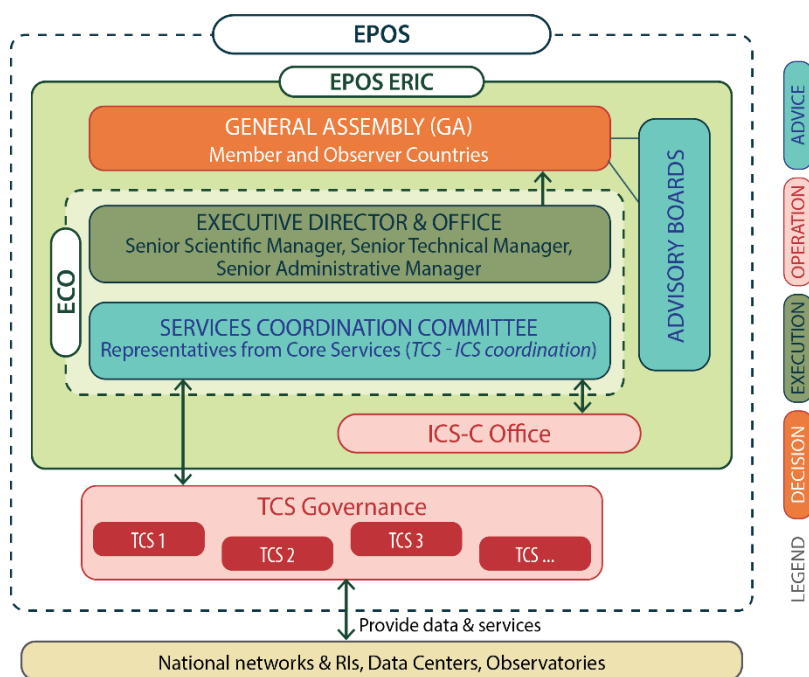 EPOS
EPOS ERIC
GENERAL ASSEMBLY (GA)
Member and Observer Countries
EXECUTIVE DIRECTOR & OFFICE
Senior Scientific Manager, Senior Technical Manager,
Senior Administrative Manager
ECO
SERVICES COORDINATION COMMITTEE
Representatives from Core Services (TCS - ICS coordination)
ADVISORY BOARDS
ICS-C Office
TCS Governance
TCS 1
TCS 2
TCS 3
TCS ...
Provide data & services
National networks & RIs, Data Centers, Observatories
ADVICE
OPERATION
EXECUTION
DECISION
LEGEND